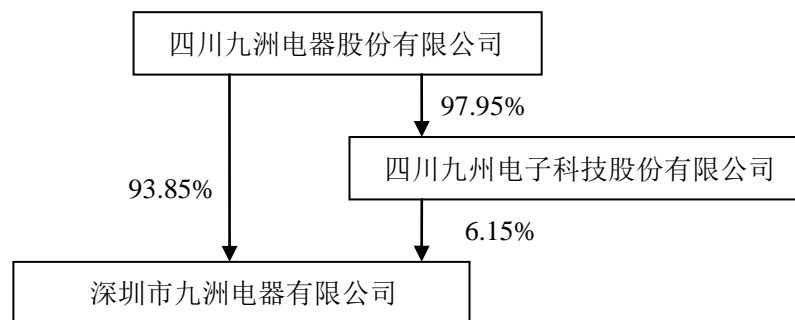 四川九洲电器股份有限公司
97.95%
四川九州电子科技股份有限公司
93.85%
6.15%
深圳市九洲电器有限公司